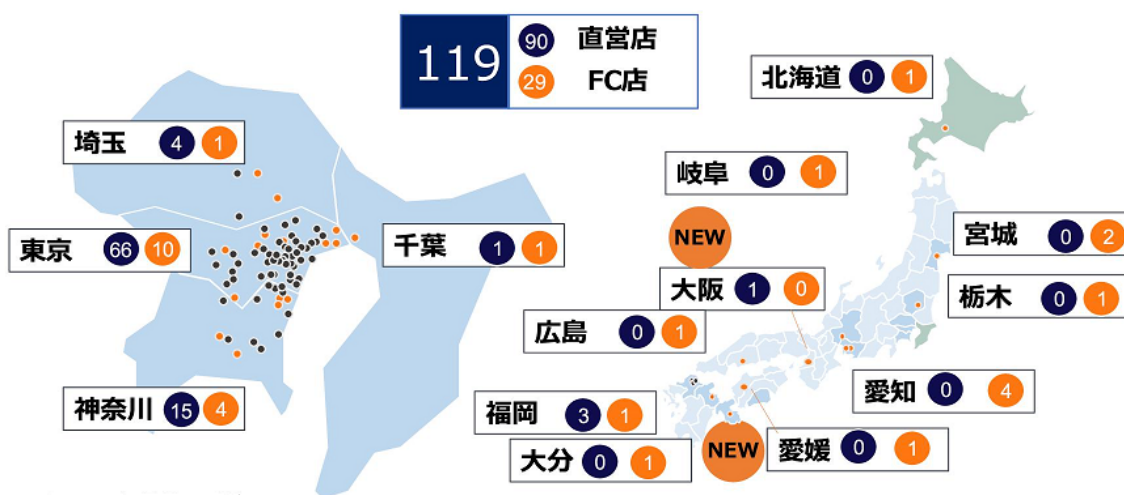 119
90 直営店
29 FC店
北海道 0 1
埼玉 4 1
岐阜 0 1
東京 66 10
千葉 1 1
NEW
宮城 0 2
大阪 1 0
栃木 0 1
広島 0 1
神奈川 15 4
福岡 3 1
愛知 0 4
大分 0 1
NEW
愛媛 0 1